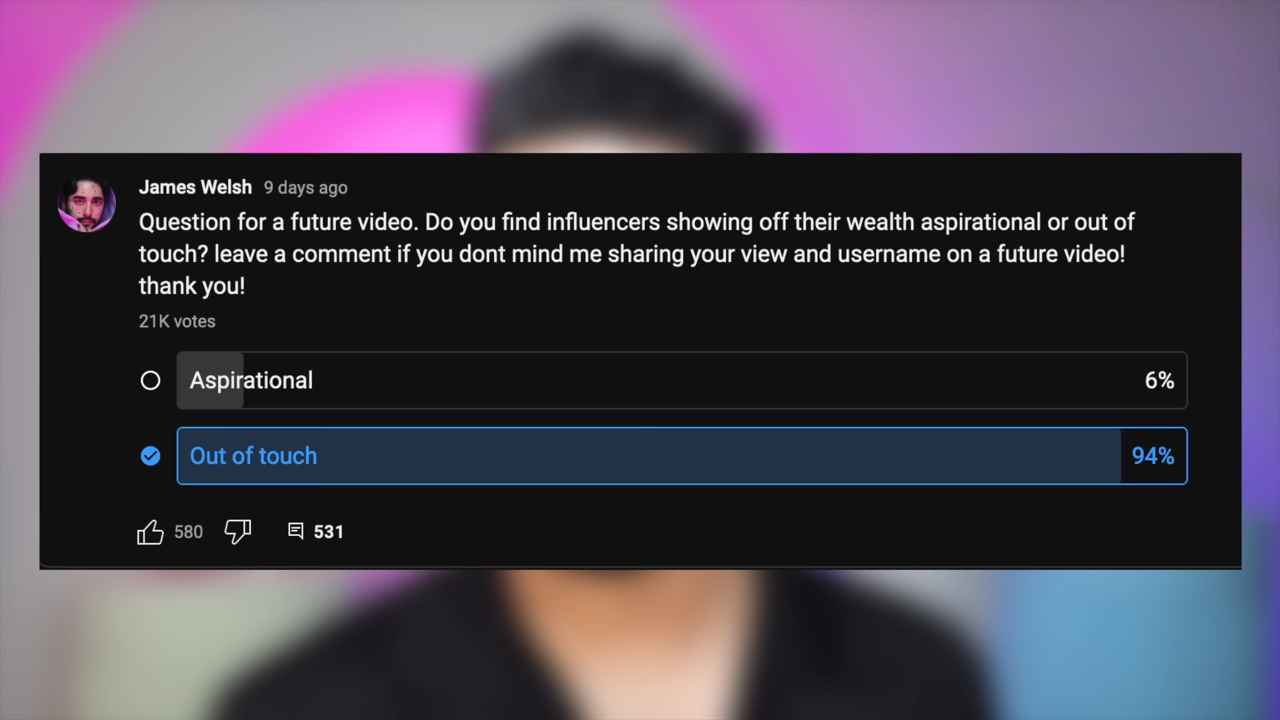 James Welsh 9 days ago
Question for a future video. Do you find influencers showing off their wealth aspirational or out of
touch? leave a comment if you dont mind me sharing your view and username on a future video!
thank you!
21K votes
Aspirational 6%
Out of touch 94%
580 531